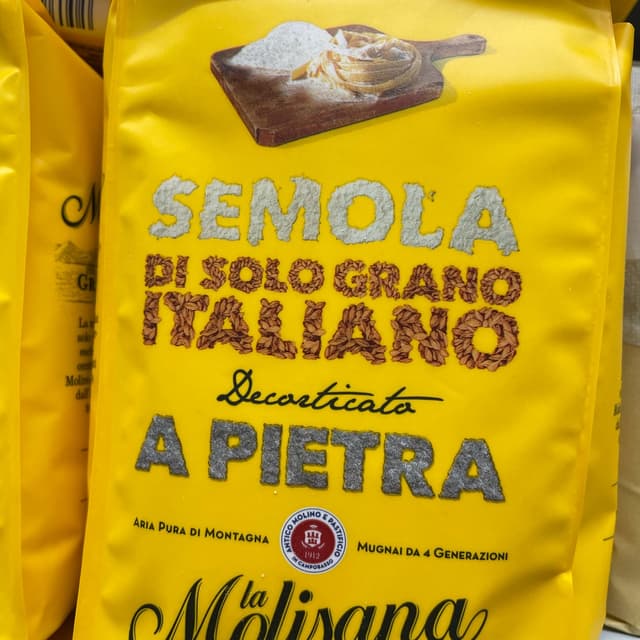 SEMOLA
DI SOLO GRANO
ITALIANO
Decorticato
A PIETRA
ARIA PURA DI MONTAGNA
ANTICO MOLINO E PASTIFICIO
1912
DI CAMPOBASSO
MUGNAI DA 4 GENERAZIONI
la
Molisana